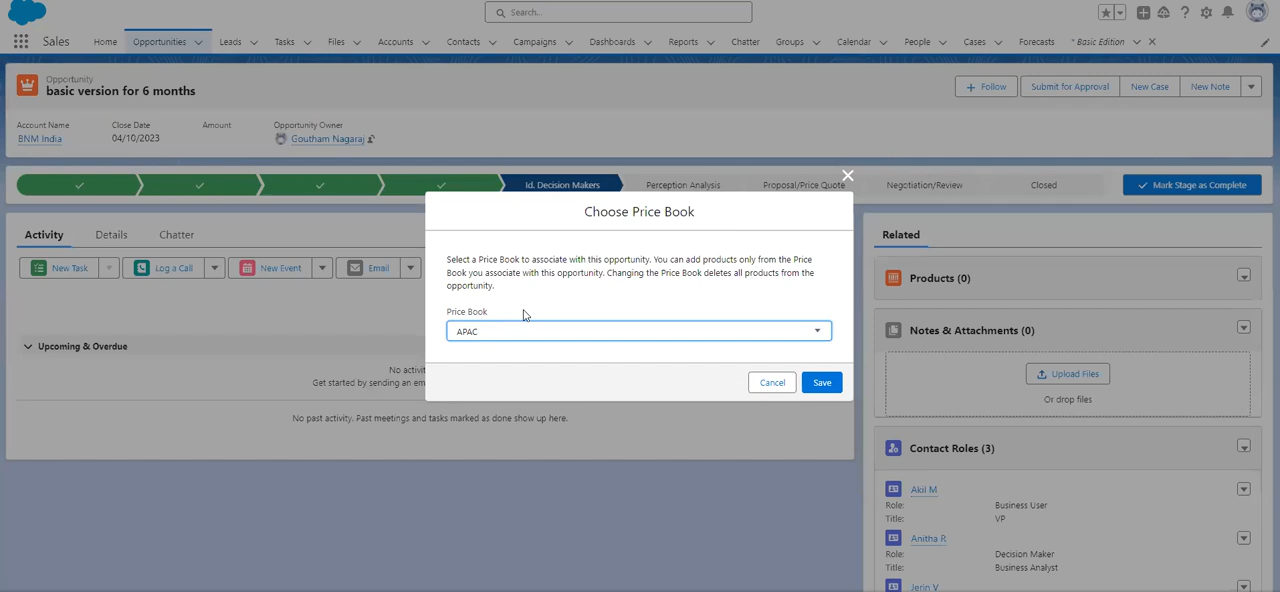 Search...
Sales
Home
Opportunities
Leads
Tasks
Files
Accounts
Contacts
Campaigns
Dashboards
Reports
Chatter
Groups
Calendar
People
Cases
Forecasts
* Basic Edition
Opportunity
basic version for 6 months
Follow
Submit for Approval
New Case
New Note
Account Name
Close Date
Amount
Opportunity Owner
BNM India
04/10/2023
Goutham Nagaraj
Id. Decision Makers
Perception Analysis
Proposal/Price Quote
Negotiation/Review
Closed
Mark Stage as Complete
Activity
Details
Chatter
New Task
Log a Call
New Event
Email
Upcoming & Overdue
No activi
Get started by sending an em
No past activity. Past meetings and tasks marked as done show up here.
Choose Price Book
Select a Price Book to associate with this opportunity. You can add products only from the Price
Book you associate with this opportunity. Changing the Price Book deletes all products from the
opportunity.
Price Book
APAC
Cancel
Save
Related
Products (0)
Notes & Attachments (0)
Upload Files
Or drop files
Contact Roles (3)
Akil M
Role:
Business User
Title:
VP
Anitha R
Role:
Decision Maker
Title:
Business Analyst
Jerin V